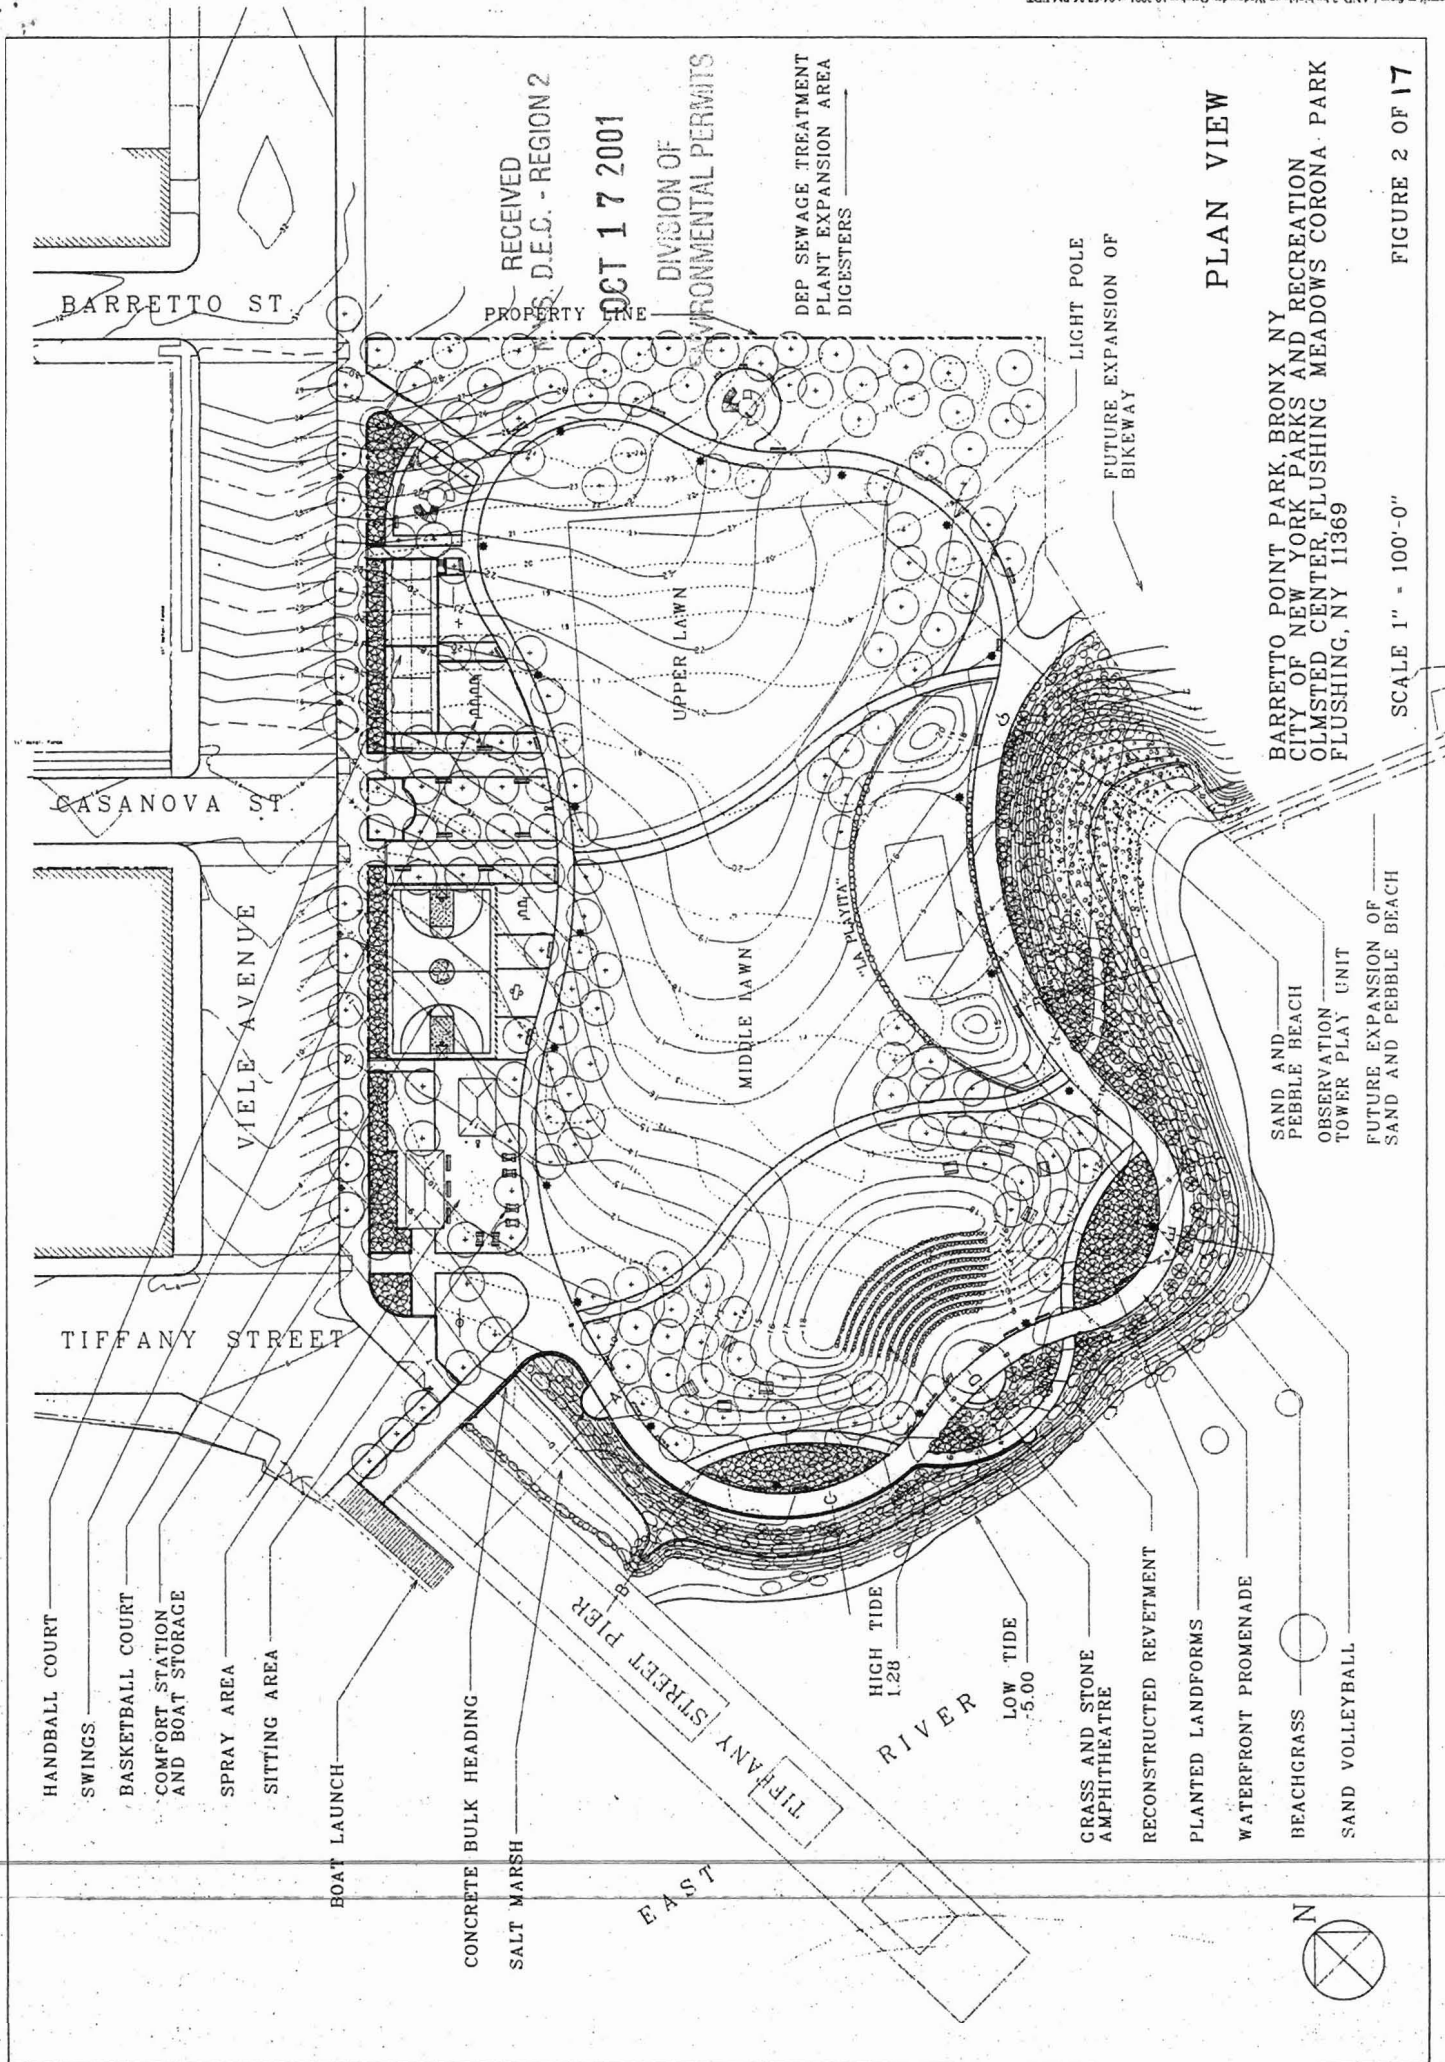 BARRETTO ST.
CASANOVA ST.
VIELE AVENUE
TIFFANY STREET
RECEIVED
D.E.C. - REGION 2
OCT 17 2001
DIVISION OF
ENVIRONMENTAL PERMITS
PROPERTY LINE
DEP SEWAGE TREATMENT
PLANT EXPANSION AREA
DIGESTERS
LIGHT POLE
FUTURE EXPANSION OF
BIKEWAY
UPPER LAWN
MIDDLE LAWN
"LA PLAYITA"
A
B
C
D
E
F
G
HANDBALL COURT
SWINGS
BASKETBALL COURT
COMFORT STATION
AND BOAT STORAGE
SPRAY AREA
SITTING AREA
BOAT LAUNCH
CONCRETE BULK HEADING
SALT MARSH
TIFFANY STREET PIER
EAST RIVER
HIGH TIDE
1.28
LOW TIDE
-5.00
GRASS AND STONE
AMPHITHEATRE
RECONSTRUCTED REVETMENT
PLANTED LANDFORMS
WATERFRONT PROMENADE
BEACHGRASS
SAND VOLLEYBALL
SAND AND
PEBBLE BEACH
OBSERVATION
TOWER PLAY UNIT
FUTURE EXPANSION OF
SAND AND PEBBLE BEACH
PLAN VIEW
BARRETTO POINT PARK, BRONX NY
CITY OF NEW YORK PARKS AND RECREATION
OLMSTED CENTER, FLUSHING MEADOWS CORONA PARK
FLUSHING, NY 11369
SCALE 1" = 100'-0"
FIGURE 2 OF 17
N